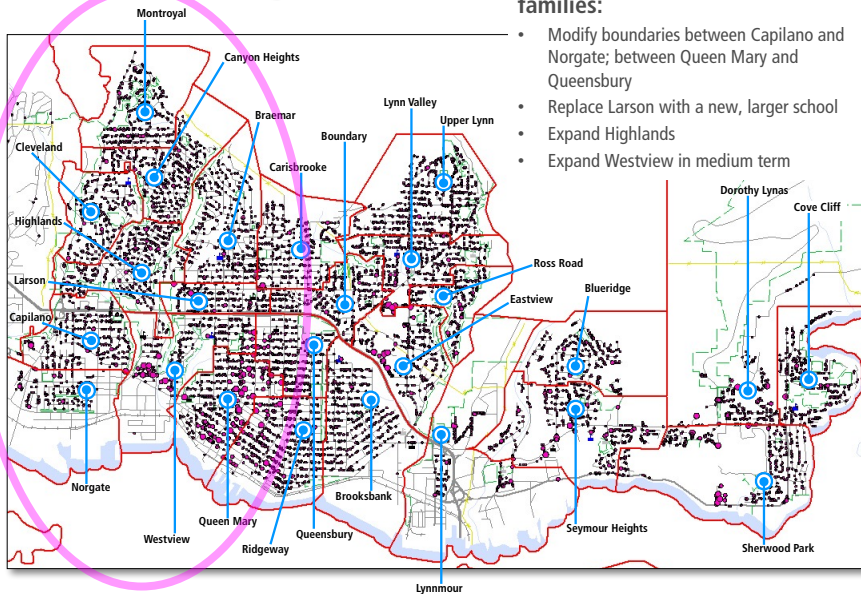 families:
• Modify boundaries between Capilano and
Norgate; between Queen Mary and
Queensbury
• Replace Larson with a new, larger school
• Expand Highlands
• Expand Westview in medium term
Montroyal
Canyon Heights
Braemar
Boundary
Lynn Valley
Upper Lynn
Cleveland
Carisbrooke
Dorothy Lynas
Cove Cliff
Highlands
Larson
Ross Road
Blueridge
Eastview
Capilano
Norgate
Westview
Queen Mary
Ridgeway
Queensbury
Brooksbank
Seymour Heights
Sherwood Park
Lynnmour